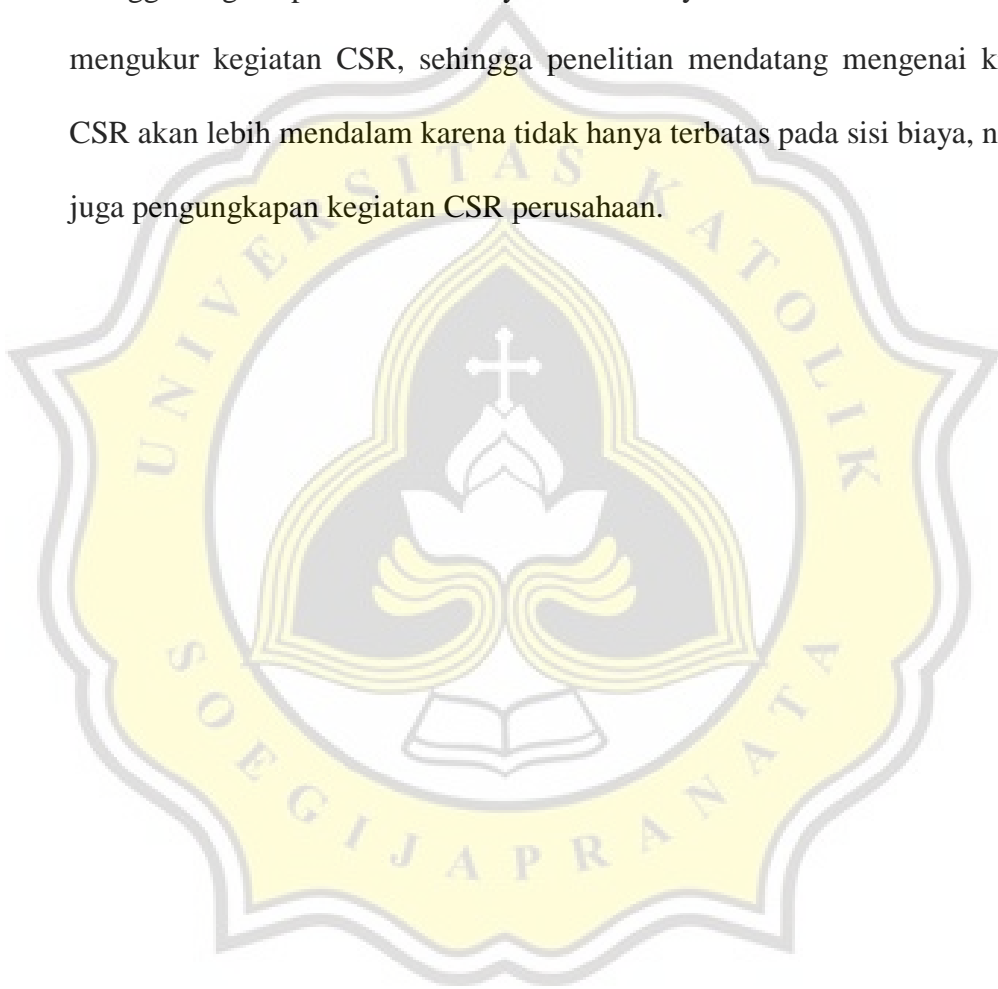 mengukur kegiatan CSR, sehingga penelitian mendatang mengenai k
CSR akan lebih mendalam karena tidak hanya terbatas pada sisi biaya, n
juga pengungkapan kegiatan CSR perusahaan.
UNIVERSITAS KATOLIK
SOEGIJAPRANATA